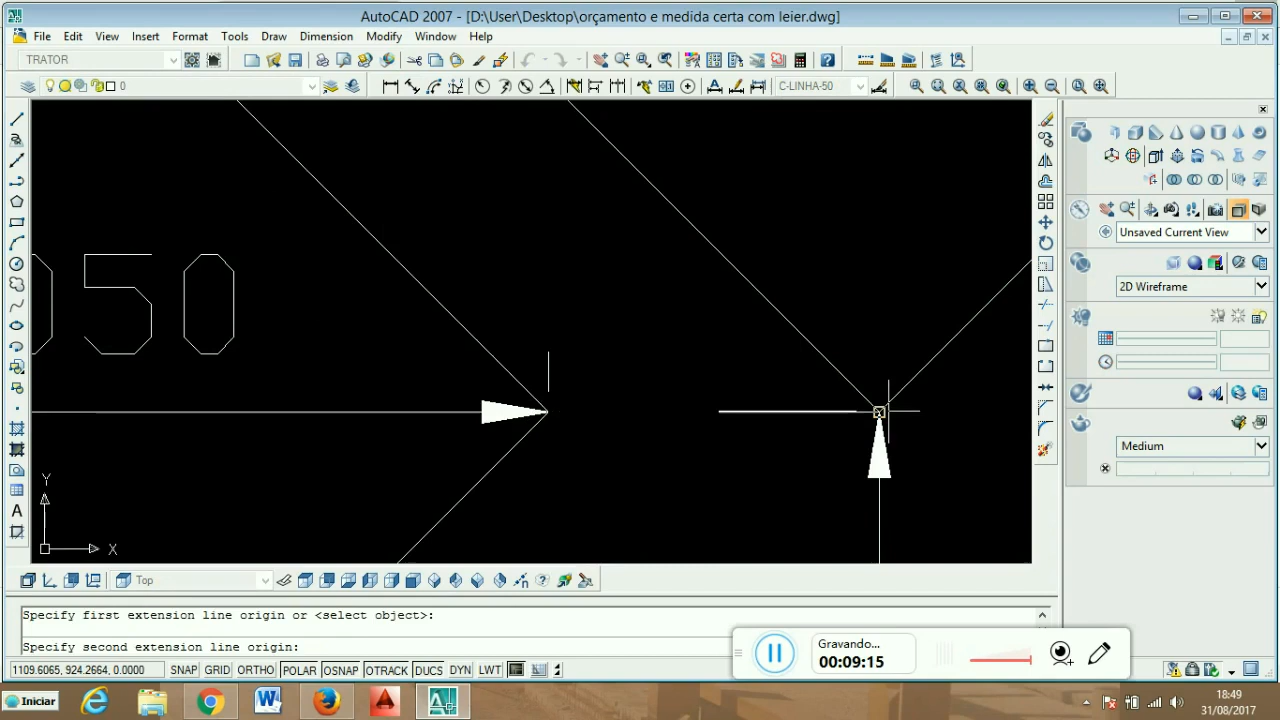 AutoCAD 2007 - [D:\User\Desktop\orçamento e medida certa com leier.dwg]
File Edit View Insert Format Tools Draw Dimension Modify Window Help
TRATOR
0
C-LINHA-50
Unsaved Current View
2D Wireframe
50
Medium
Y
X
Top
Specify first extension line origin or <select object>:
Specify second extension line origin:
Gravando...
00:09:15
1109.6065, 924.2664, 0.0000 SNAP GRID ORTHO POLAR OSNAP OTRACK DUCS DYN LWT
Iniciar
18:49
31/08/2017